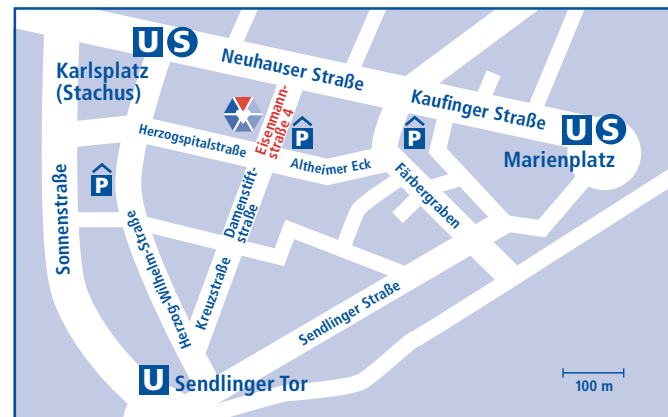 U S
Karlsplatz
(Stachus)
Neuhauser Straße
Kaufinger Straße
U S
Marienplatz
Eisenmann-
straße 4
P
P
Herzogspitalstraße
Altheimer Eck
Färbergraben
P
Sonnenstraße
Damenstift-
straße
Herzog-Wilhelm-Straße
Kreuzstraße
Sendlinger Straße
U Sendlinger Tor
100 m